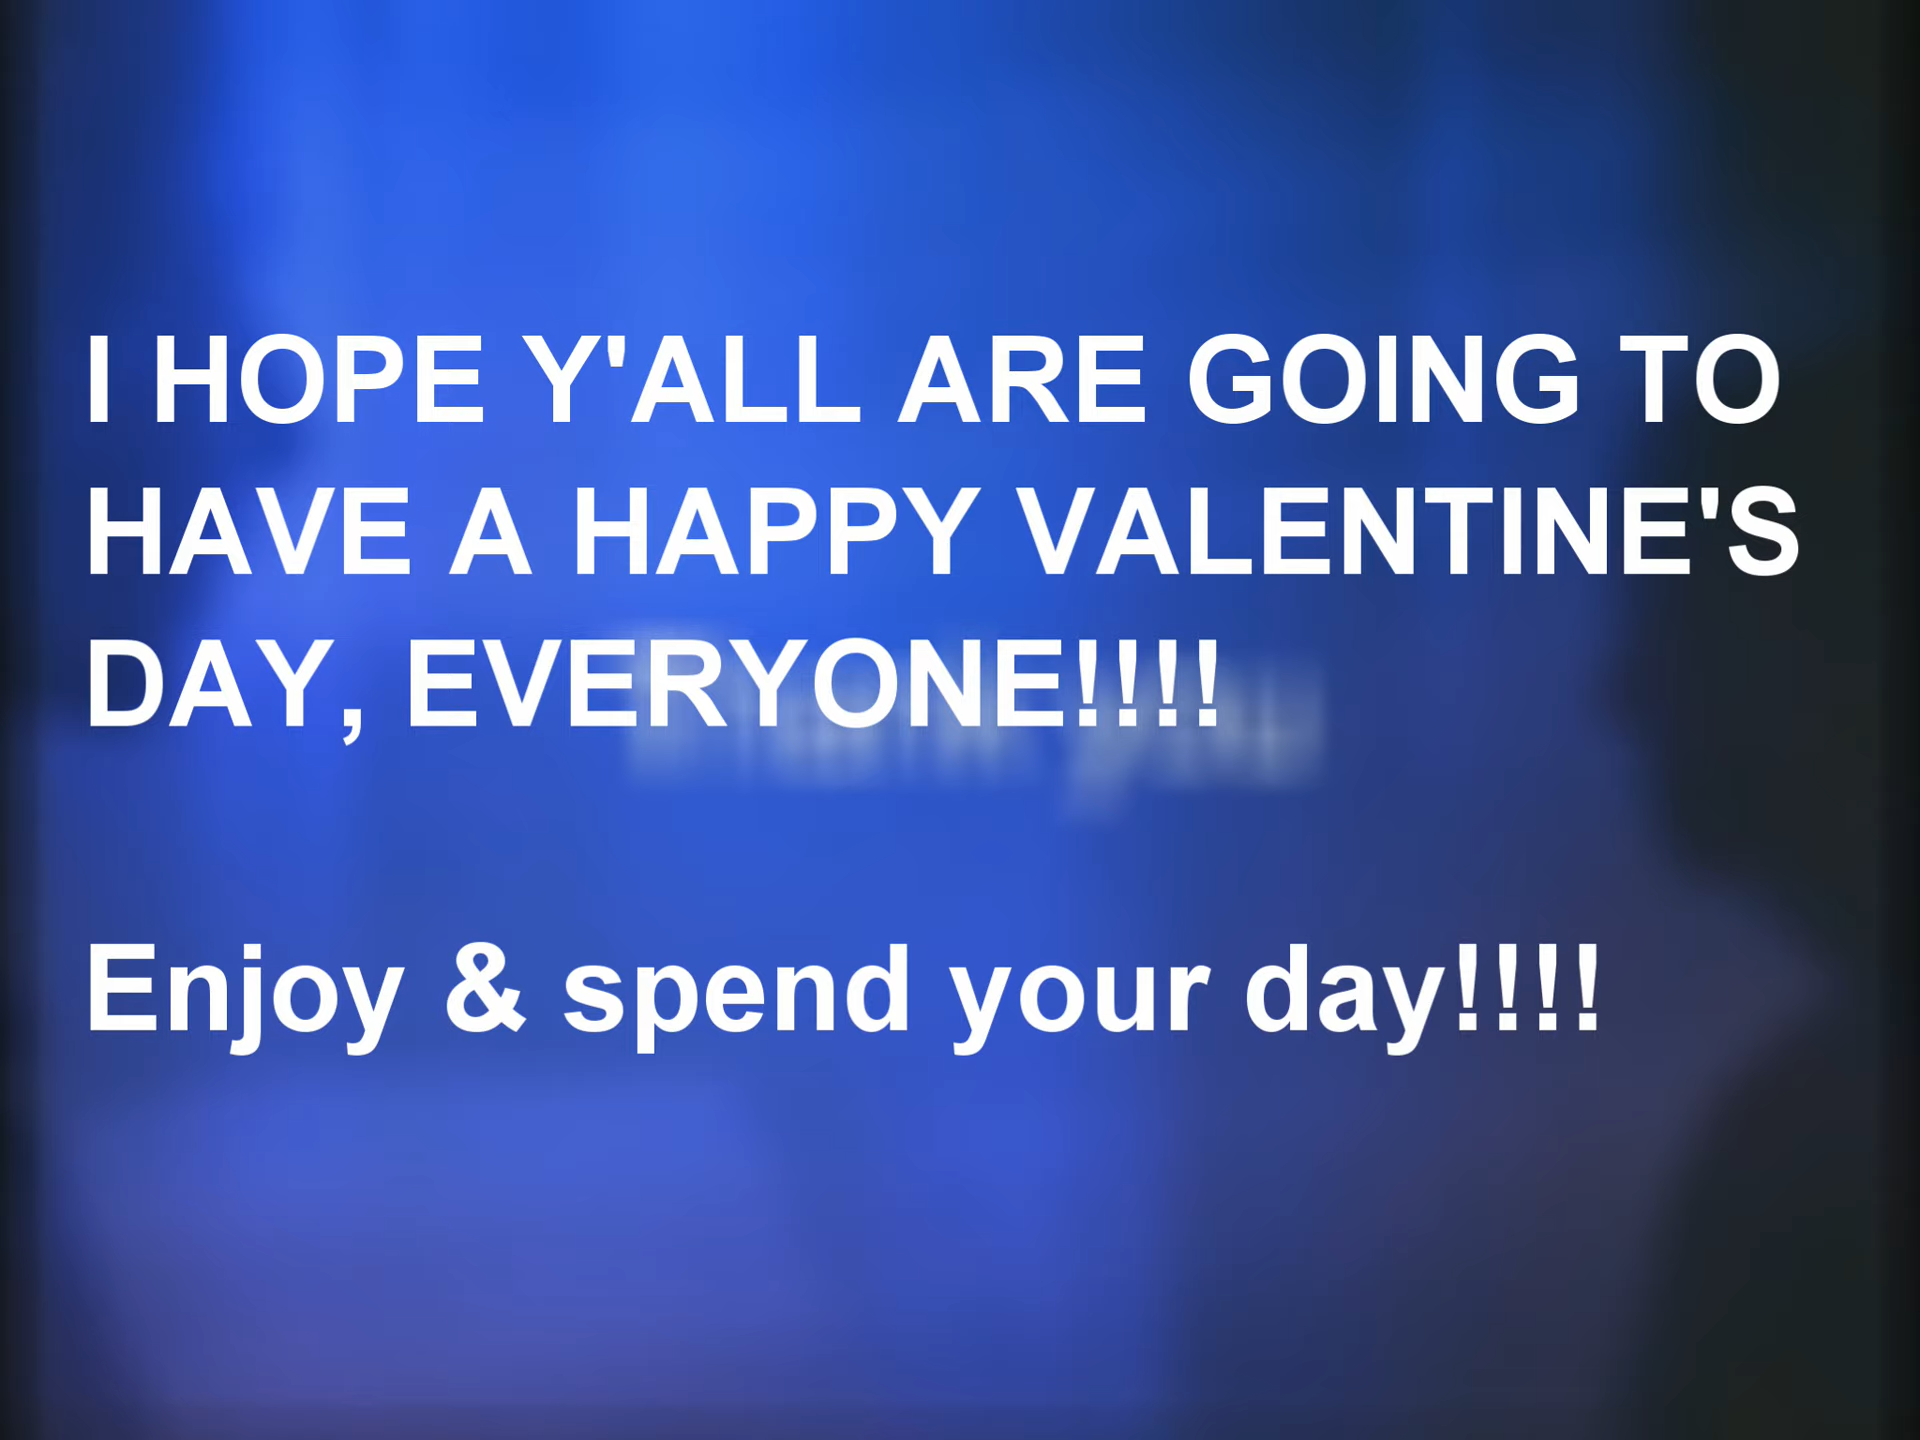 I HOPE Y'ALL ARE GOING TO
HAVE A HAPPY VALENTINE'S
DAY, EVERYONE!!!!
Enjoy & spend your day!!!!